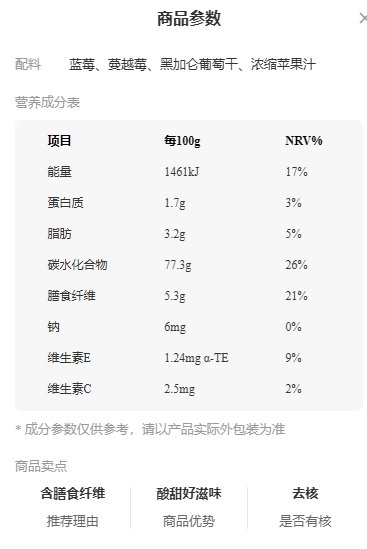 商品参数
配料 蓝莓、蔓越莓、黑加仑葡萄干、浓缩苹果汁
营养成分表
项目 每100g NRV%
能量 1461kJ 17%
蛋白质 1.7g 3%
脂肪 3.2g 5%
碳水化合物 77.3g 26%
膳食纤维 5.3g 21%
钠 6mg 0%
维生素E 1.24mg α-TE 9%
维生素C 2.5mg 2%
* 成分参数仅供参考，请以产品实际外包装为准
商品卖点
含膳食纤维 酸甜好滋味 去核
推荐理由 商品优势 是否有核